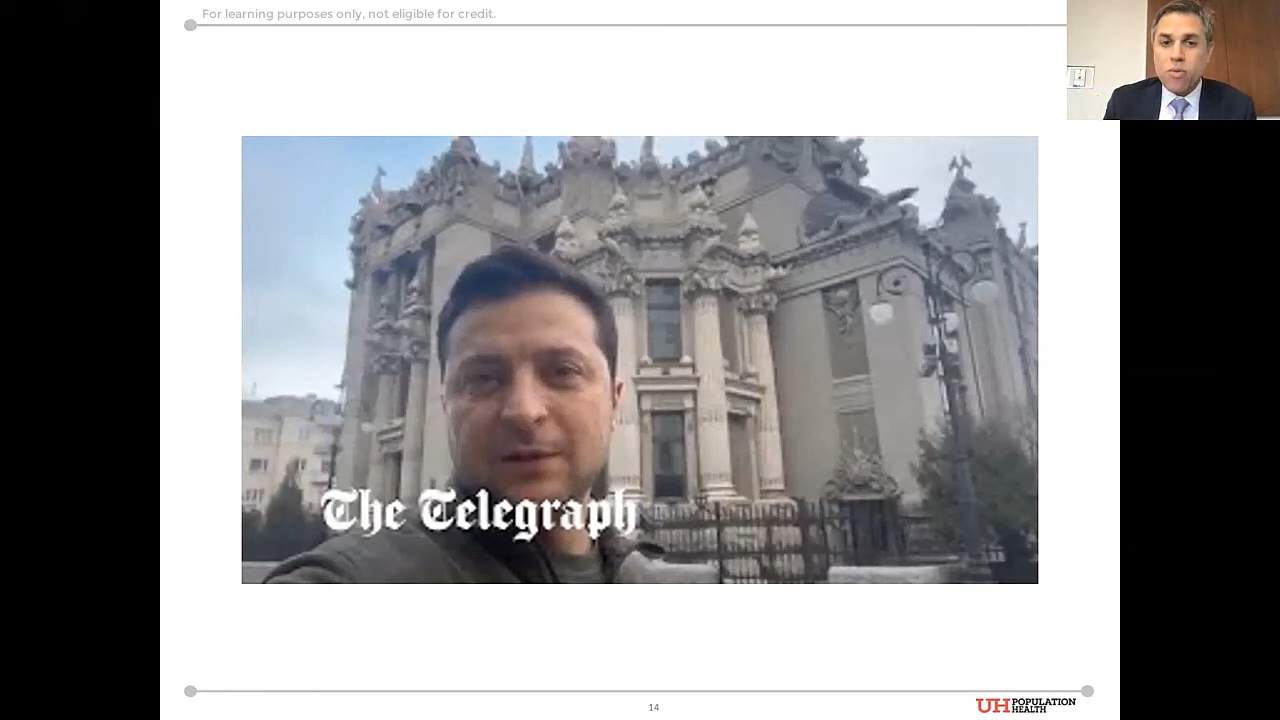 For learning purposes only, not eligible for credit.
The Telegraph
14
UH POPULATION
HEALTH